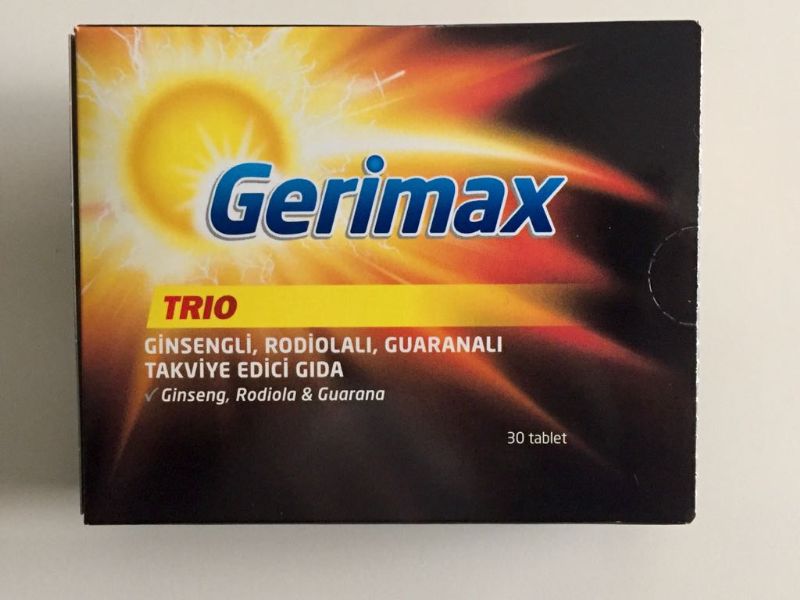 Gerimax
TRIO
GİNSENGLİ, RODİOLALI, GUARANALI
TAKVİYE EDİCİ GIDA
✓ Ginseng, Rodiola & Guarana
30 tablet